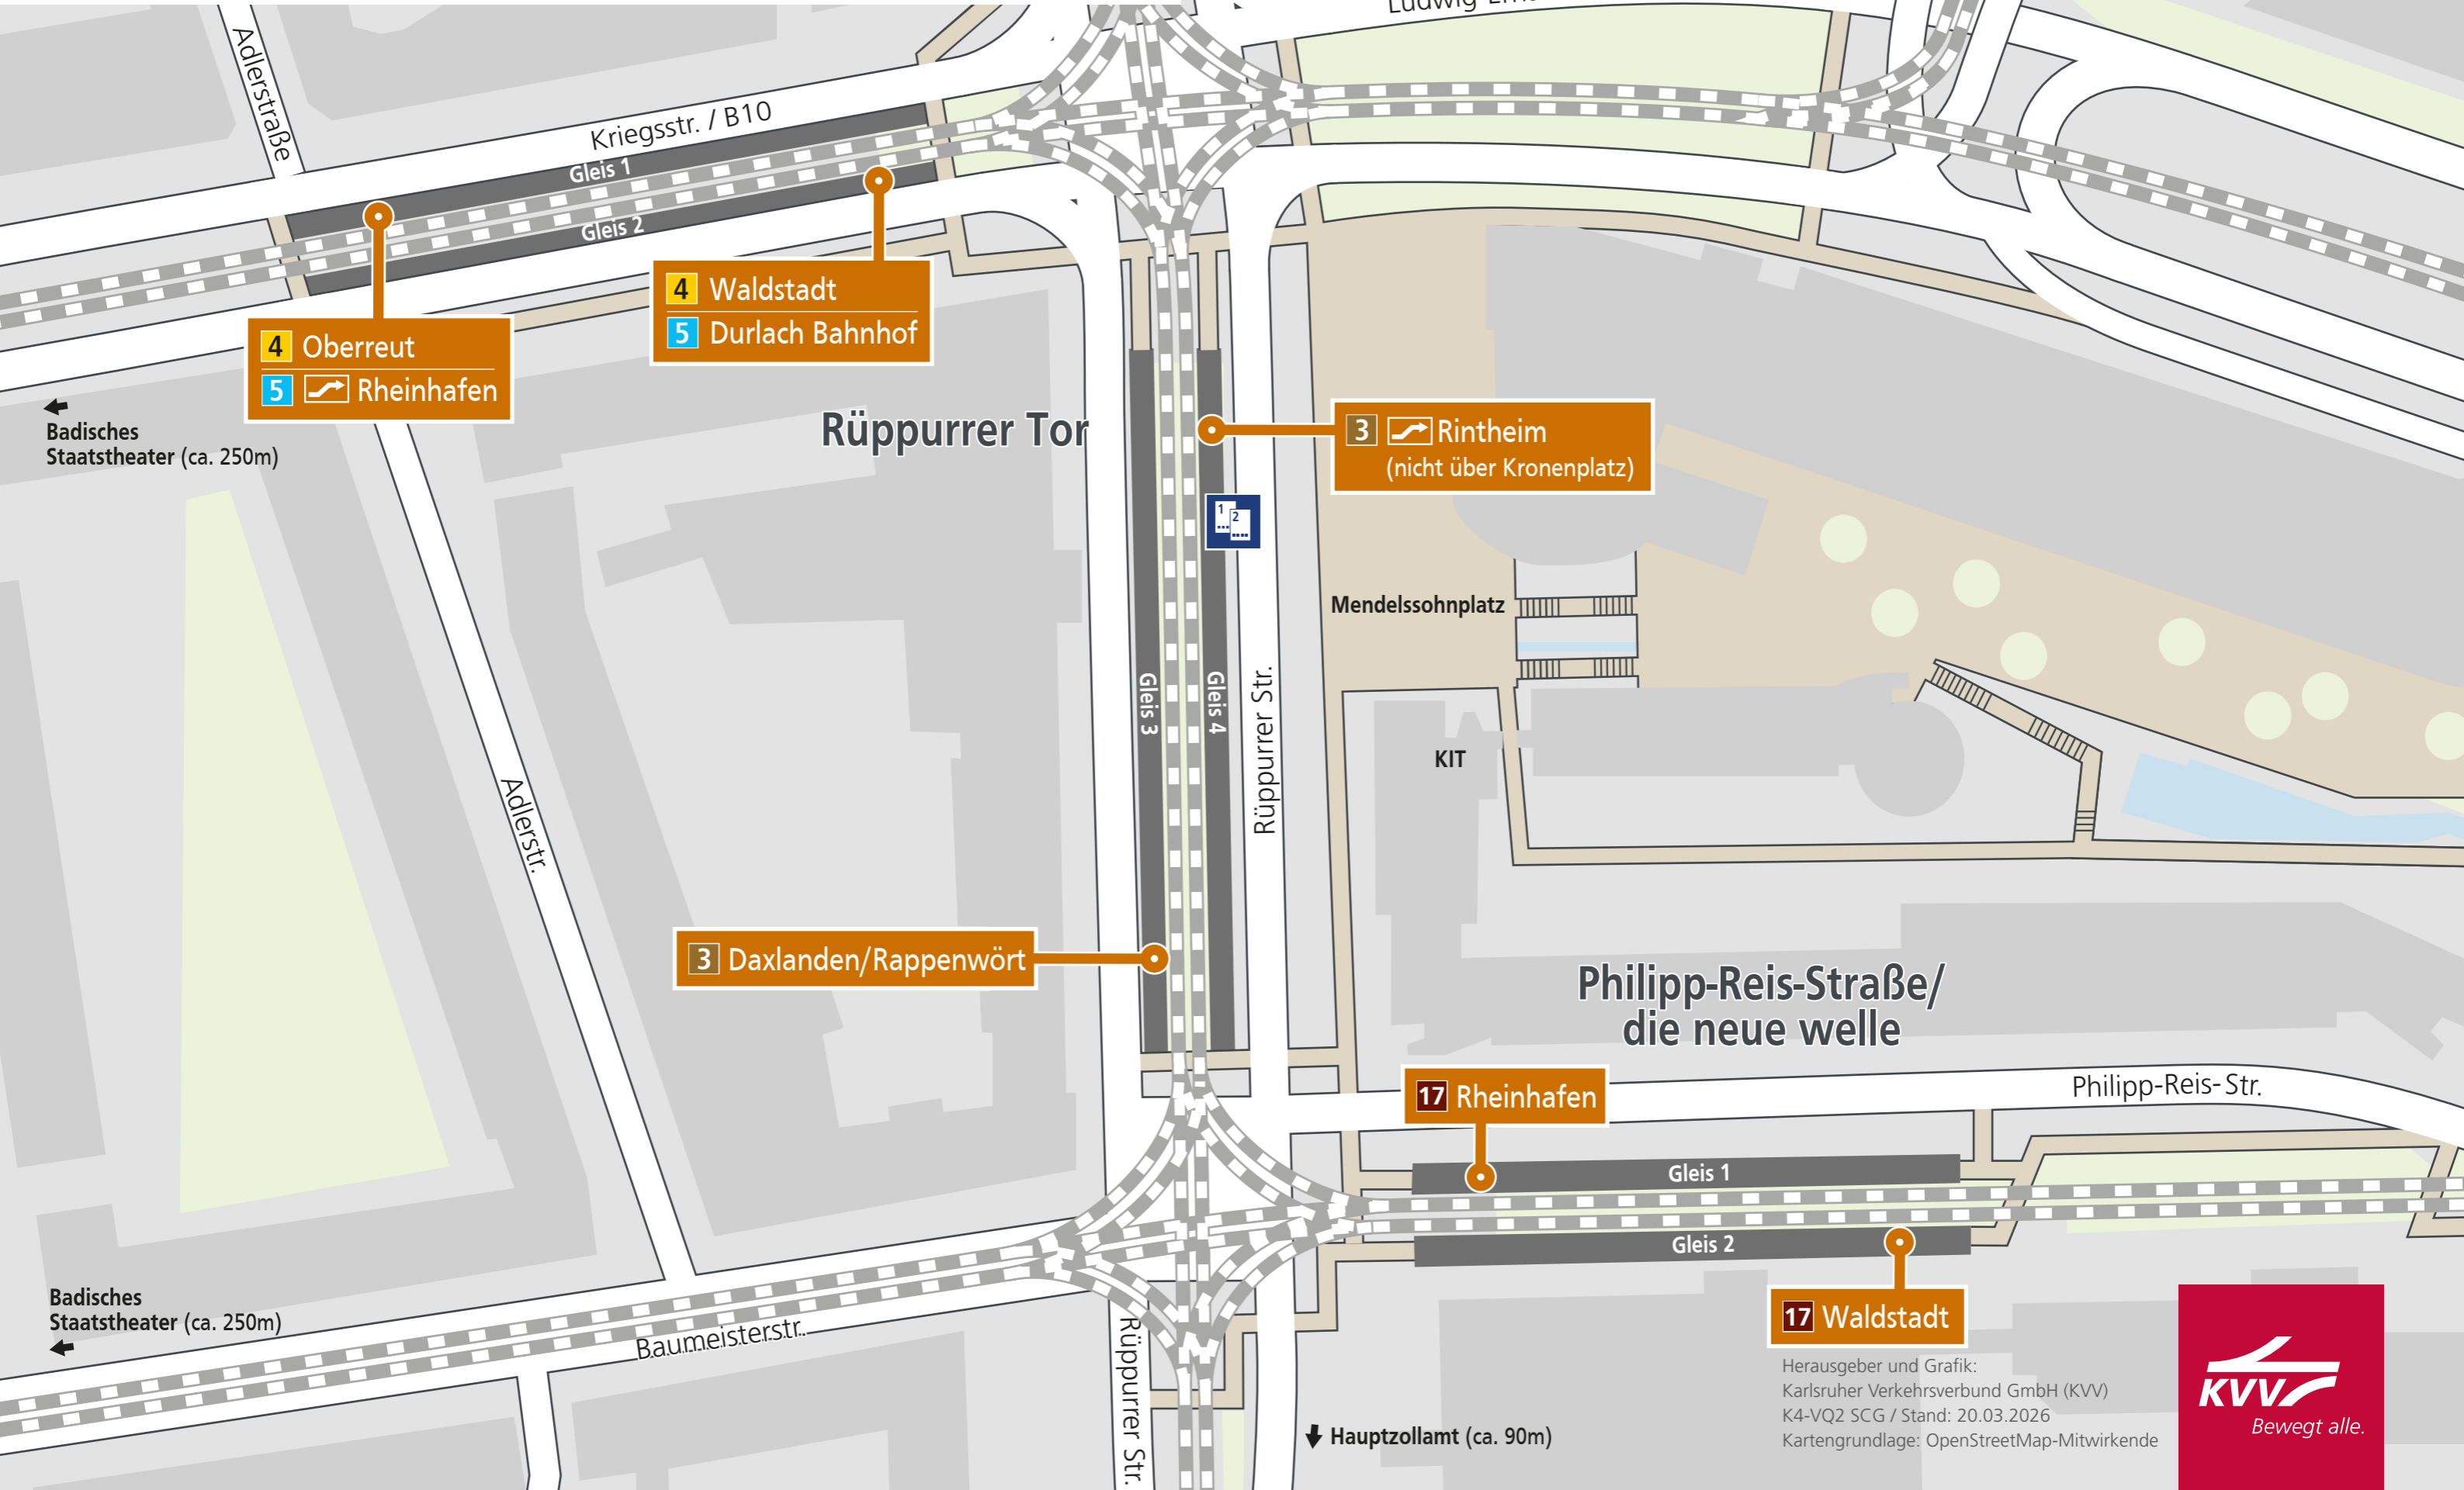 Adlerstraße
Kriegsstr. / B10
Gleis 1
Gleis 2
4 Waldstadt
5 Durlach Bahnhof
4 Oberreut
5 Rheinhafen
Badisches
Staatstheater (ca. 250m)
Rüppurrer Tor
3 Rintheim
(nicht über Kronenplatz)
1
2
Mendelssohnplatz
Gleis 3
Gleis 4
Rüppurrer Str.
KIT
Adlerstr.
3 Daxlanden/Rappenwört
Philipp-Reis-Straße/
die neue welle
17 Rheinhafen
Philipp-Reis-Str.
Gleis 1
Gleis 2
17 Waldstadt
Badisches
Staatstheater (ca. 250m)
Baumeisterstr.
Rüppurrer Str.
Hauptzollamt (ca. 90m)
Herausgeber und Grafik:
Karlsruher Verkehrsverbund GmbH (KVV)
K4-VQ2 SCG / Stand: 20.03.2026
Kartengrundlage: OpenStreetMap-Mitwirkende
KVV
Bewegt alle.